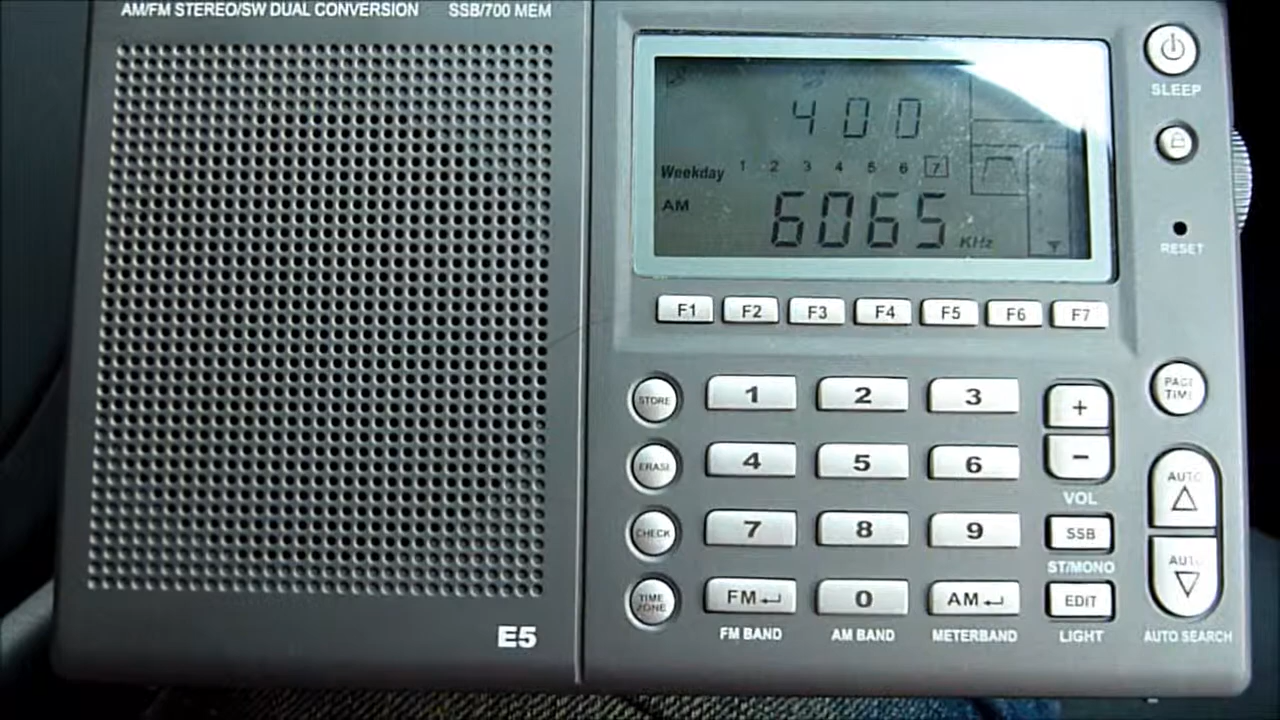 AM/FM STEREO/SW DUAL CONVERSION SSB/700 MEM
400
Weekday 1 2 3 4 5 6 7
AM 6065 KHz
SLEEP
RESET
F1 F2 F3 F4 F5 F6 F7
STORE 1 2 3 +
PAGE
TIME
ERASE 4 5 6 −
VOL
AUTO
CHECK 7 8 9 SSB
ST/MONO
AUTO
TIME
ZONE
FM 0 AM EDIT
FM BAND AM BAND METERBAND LIGHT AUTO SEARCH
E5